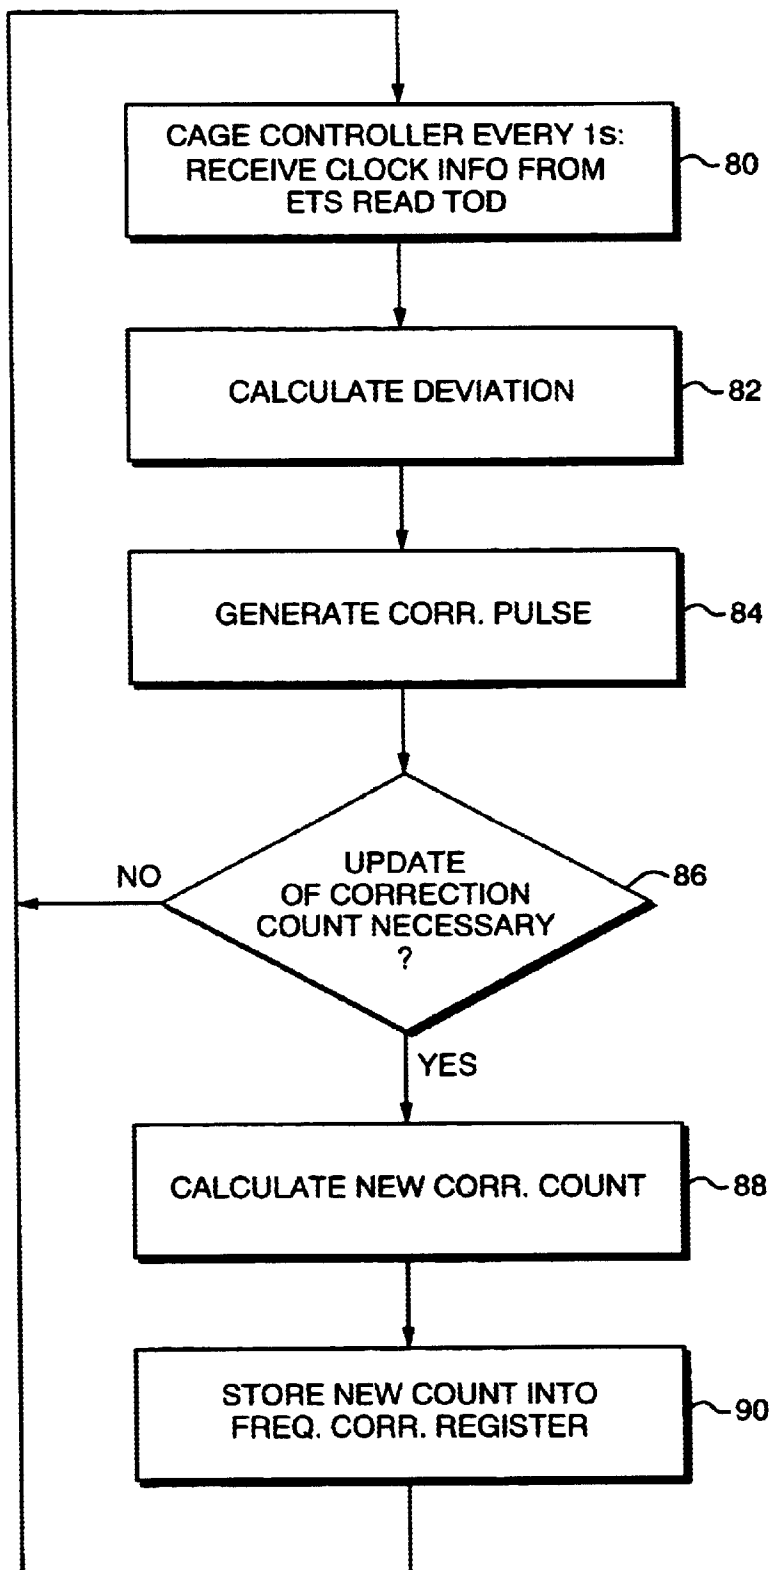 CAGE CONTROLLER EVERY 1s:
RECEIVE CLOCK INFO FROM
ETS READ TOD
80
CALCULATE DEVIATION
82
GENERATE CORR. PULSE
84
NO
UPDATE
OF CORRECTION
COUNT NECESSARY
?
86
YES
CALCULATE NEW CORR. COUNT
88
STORE NEW COUNT INTO
FREQ. CORR. REGISTER
90